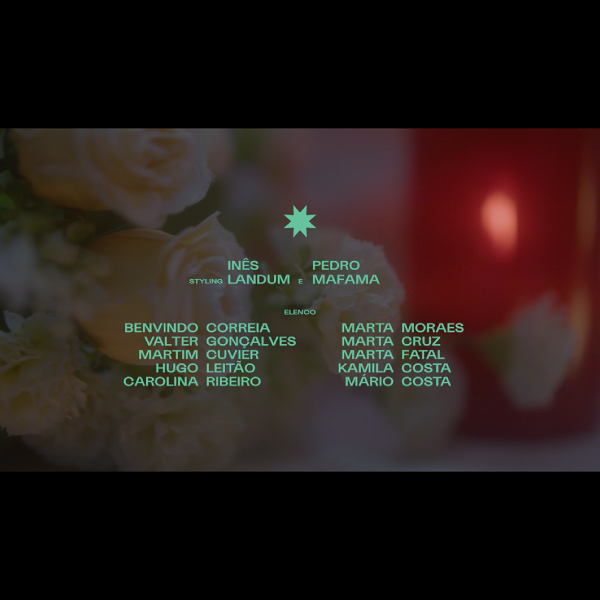 INÊS PEDRO
STYLING LANDUM E MAFAMA
ELENCO
BENVINDO CORREIA
VALTER GONÇALVES
MARTIM CUVIER
HUGO LEITÃO
CAROLINA RIBEIRO
MARTA MORAES
MARTA CRUZ
MARTA FATAL
KAMILA COSTA
MÁRIO COSTA